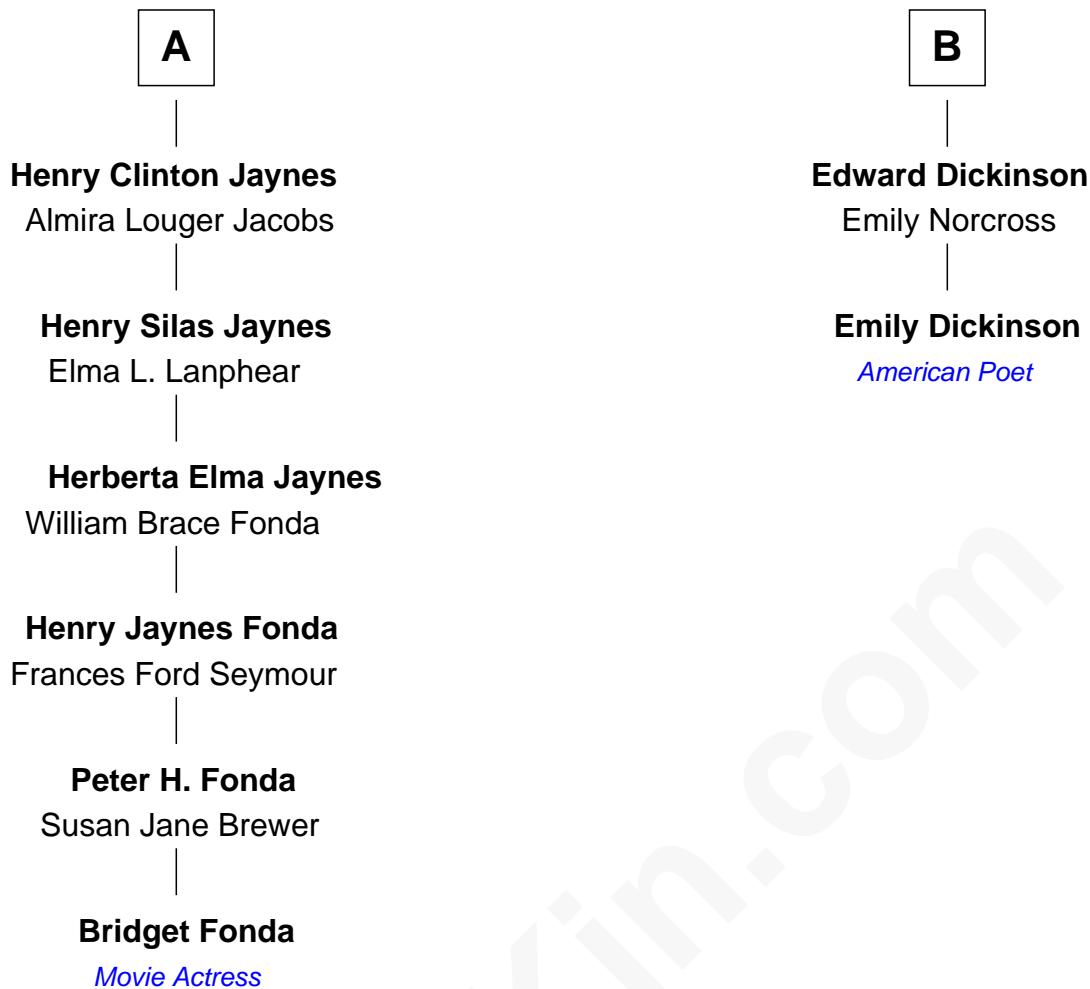 A
Henry Clinton Jaynes
Almira Louger Jacobs
Henry Silas Jaynes
Elma L. Lanphear
Herberta Elma Jaynes
William Brace Fonda
Henry Jaynes Fonda
Frances Ford Seymour
Peter H. Fonda
Susan Jane Brewer
Bridget Fonda
Movie Actress
B
Edward Dickinson
Emily Norcross
Emily Dickinson
American Poet
in.com